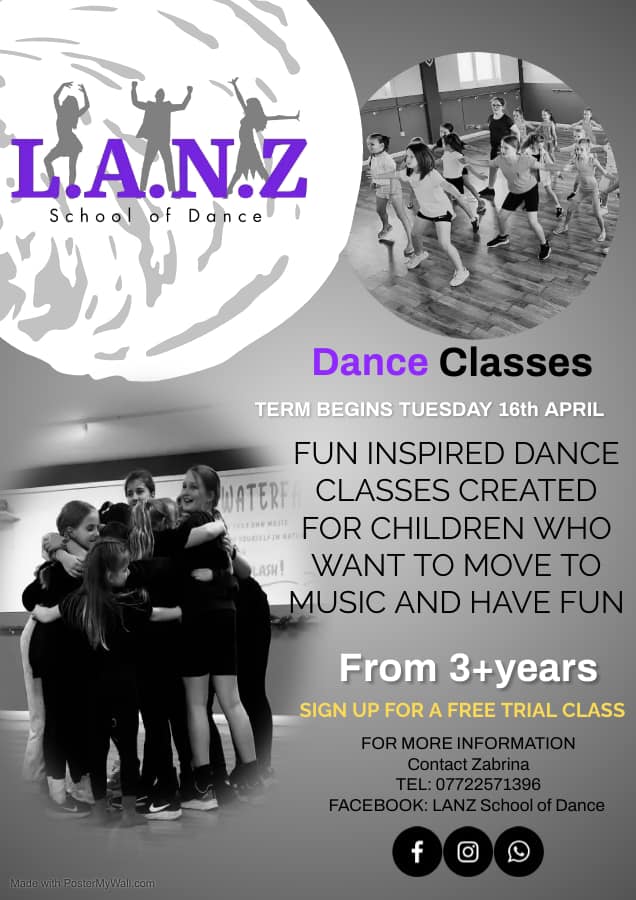 L.A.N.Z
School of Dance
Dance Classes
TERM BEGINS TUESDAY 16th APRIL
FUN INSPIRED DANCE
CLASSES CREATED
FOR CHILDREN WHO
WANT TO MOVE TO
MUSIC AND HAVE FUN
WATERFA
From 3+years
SIGN UP FOR A FREE TRIAL CLASS
FOR MORE INFORMATION
Contact Zabrina
TEL: 07722571396
FACEBOOK: LANZ School of Dance
Made with PosterMyWall.com